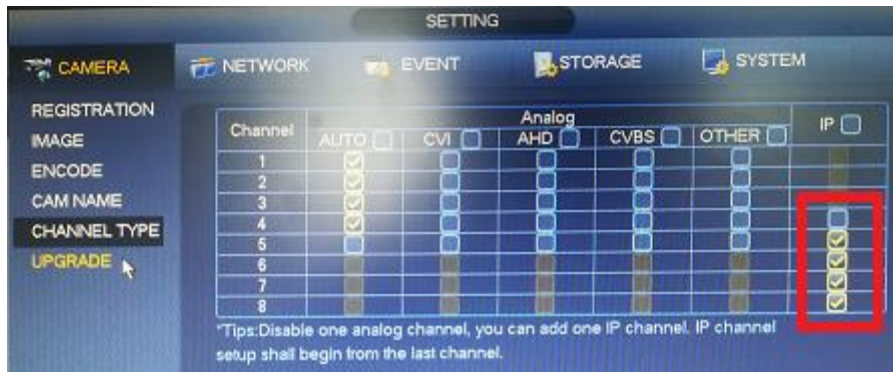 SETTING
CAMERA NETWORK EVENT STORAGE SYSTEM
REGISTRATION
IMAGE
ENCODE
CAM NAME
CHANNEL TYPE
UPGRADE
Channel Analog IP
AUTO CVI AHD CVBS OTHER
1
2
3
4
5
6
7
8
*Tips:Disable one analog channel, you can add one IP channel. IP channel
setup shall begin from the last channel.